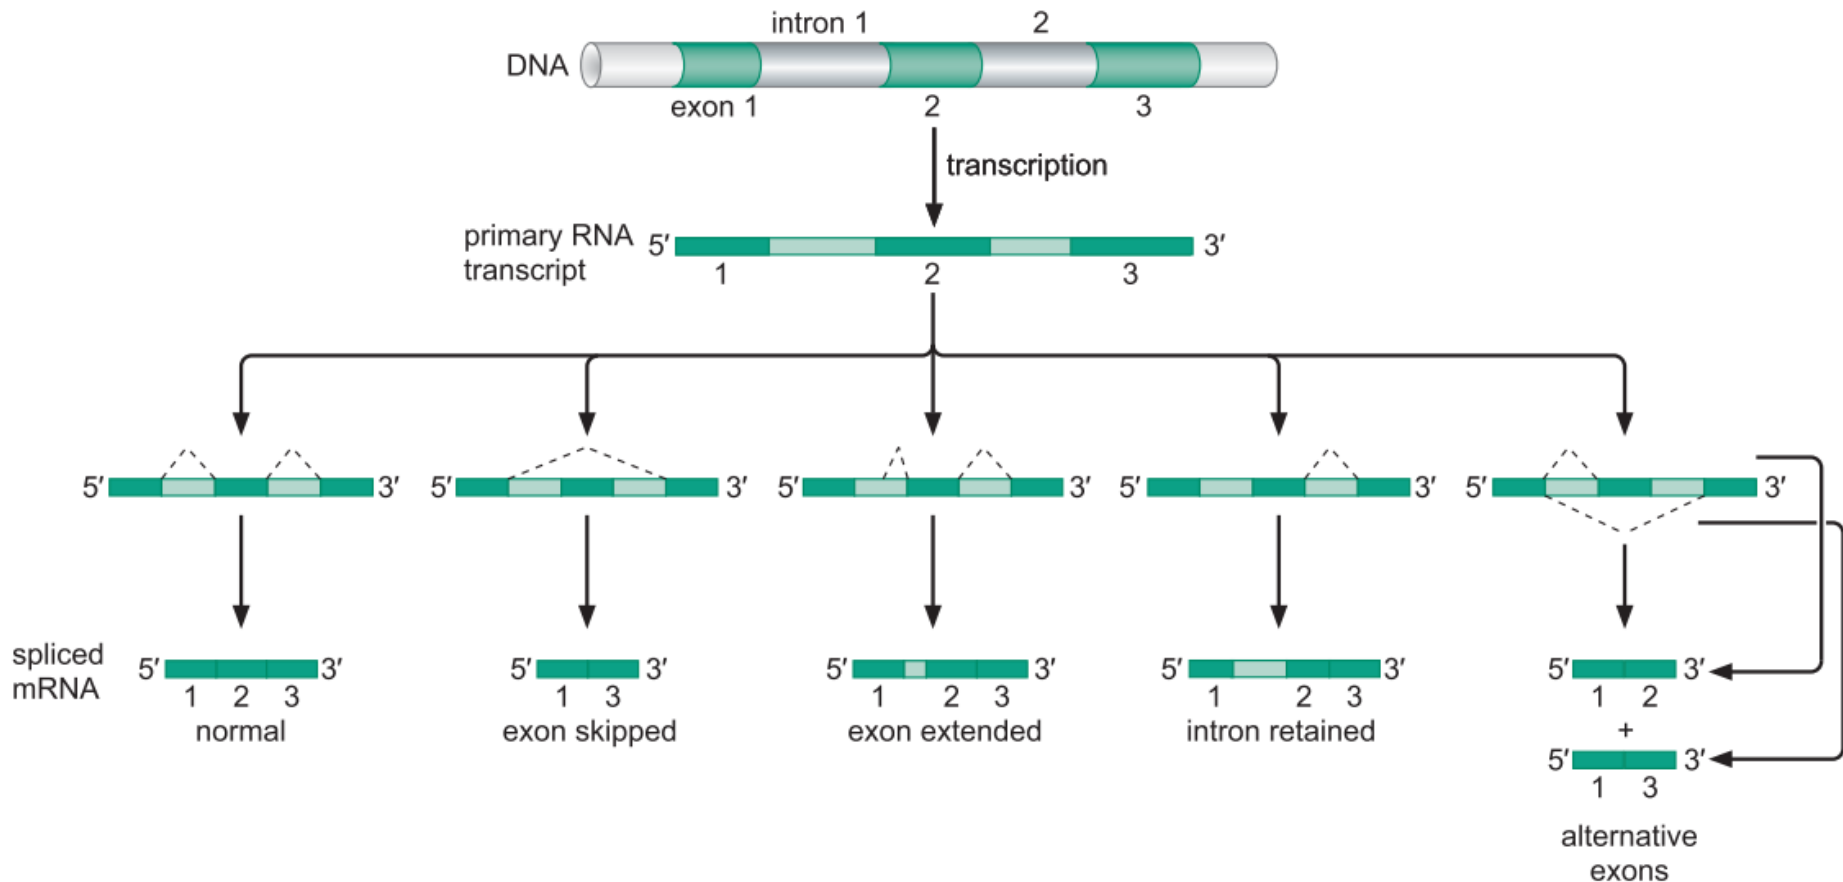 intron 1 2
DNA
exon 1 2 3
transcription
primary RNA
transcript
5′ 3′
1 2 3
5′ 3′ 5′ 3′ 5′ 3′ 5′ 3′ 5′ 3′
spliced
mRNA
5′ 3′ 5′ 3′ 5′ 3′ 5′ 3′ 5′ 3′
1 2 3 1 3 1 2 3 1 2 3 1 2
normal exon skipped exon extended intron retained +
5′ 3′
1 3
alternative
exons